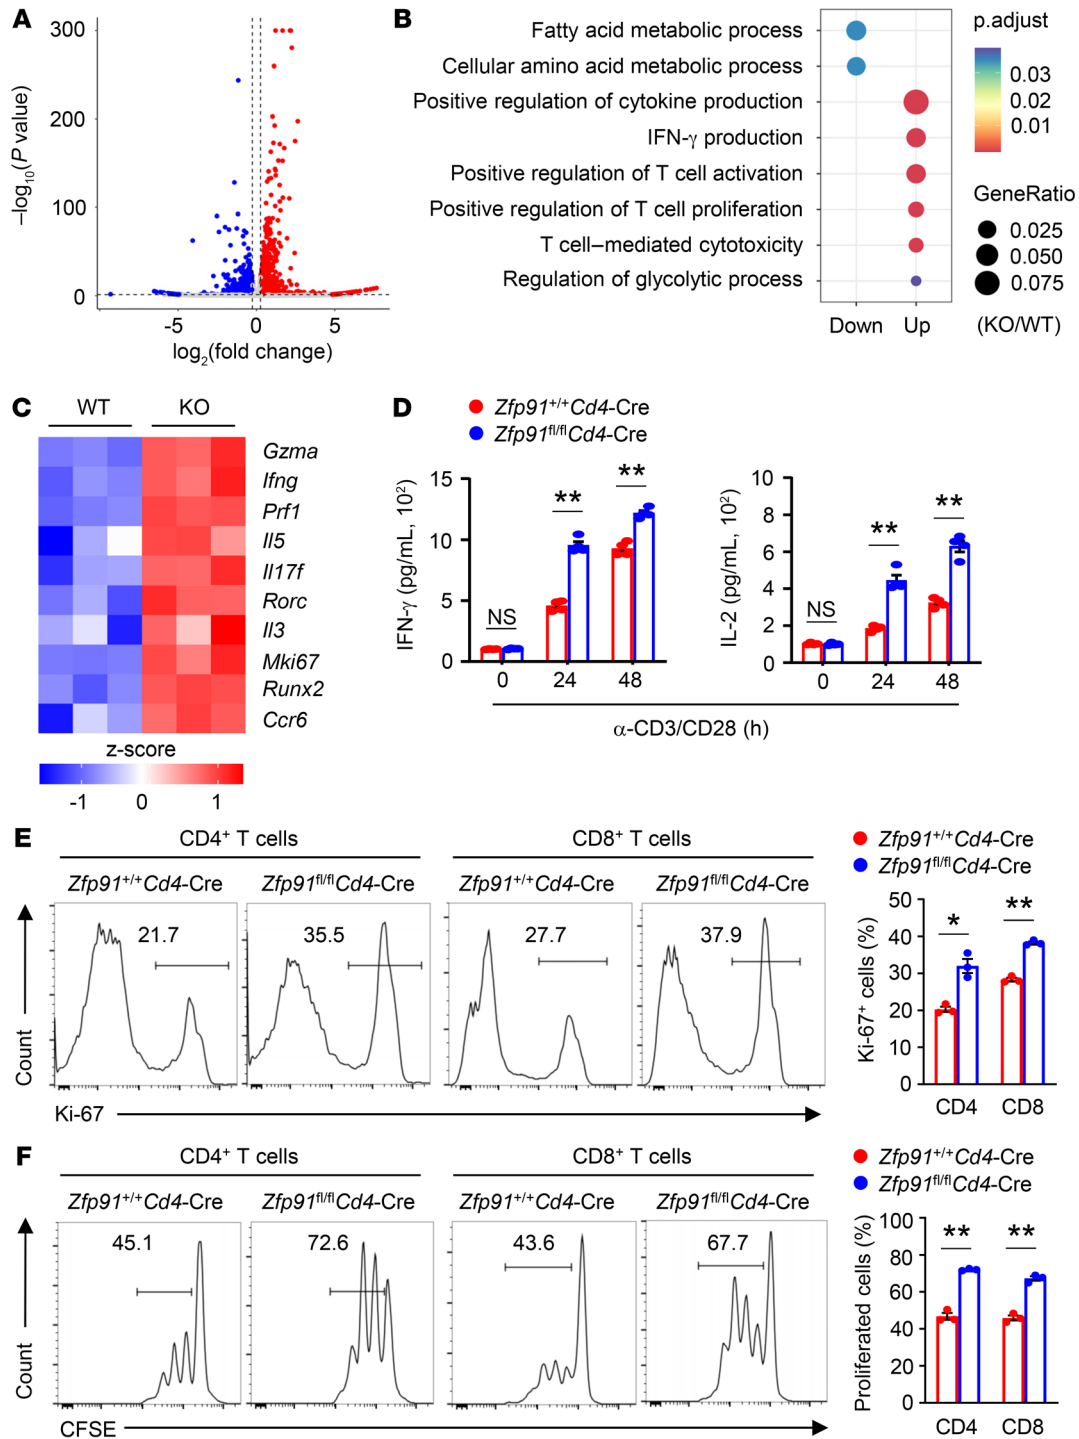 A
300
200
100
0
–log10(P value)
-5 0 5
log2(fold change)
B
Fatty acid metabolic process
Cellular amino acid metabolic process
Positive regulation of cytokine production
IFN-γ production
Positive regulation of T cell activation
Positive regulation of T cell proliferation
T cell–mediated cytotoxicity
Regulation of glycolytic process
Down Up (KO/WT)
p.adjust
0.03
0.02
0.01
GeneRatio
0.025
0.050
0.075
C
WT KO
Gzma
Ifng
Prf1
Il5
Il17f
Rorc
Il3
Mki67
Runx2
Ccr6
z-score
-1 0 1
D
Zfp91+/+Cd4-Cre
Zfp91fl/flCd4-Cre
IFN-γ (pg/mL, 10²)
15
10
5
0
NS ** **
0 24 48
IL-2 (pg/mL, 10²)
10
8
6
4
2
0
NS ** **
0 24 48
α-CD3/CD28 (h)
E
CD4+ T cells CD8+ T cells
Zfp91+/+Cd4-Cre Zfp91fl/flCd4-Cre Zfp91+/+Cd4-Cre Zfp91fl/flCd4-Cre
21.7 35.5 27.7 37.9
Count
Ki-67
Zfp91+/+Cd4-Cre
Zfp91fl/flCd4-Cre
Ki-67+ cells (%)
50
40
30
20
10
0
* **
CD4 CD8
F
CD4+ T cells CD8+ T cells
Zfp91+/+Cd4-Cre Zfp91fl/flCd4-Cre Zfp91+/+Cd4-Cre Zfp91fl/flCd4-Cre
45.1 72.6 43.6 67.7
Count
CFSE
Zfp91+/+Cd4-Cre
Zfp91fl/flCd4-Cre
Proliferated cells (%)
100
80
60
40
20
0
** **
CD4 CD8